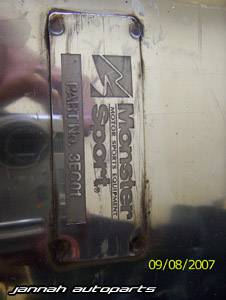 Monster
Sport.
MOTOR SPORTS EQUIPMENT
PART No. 3EC01
09/08/2007
jannah autoparts